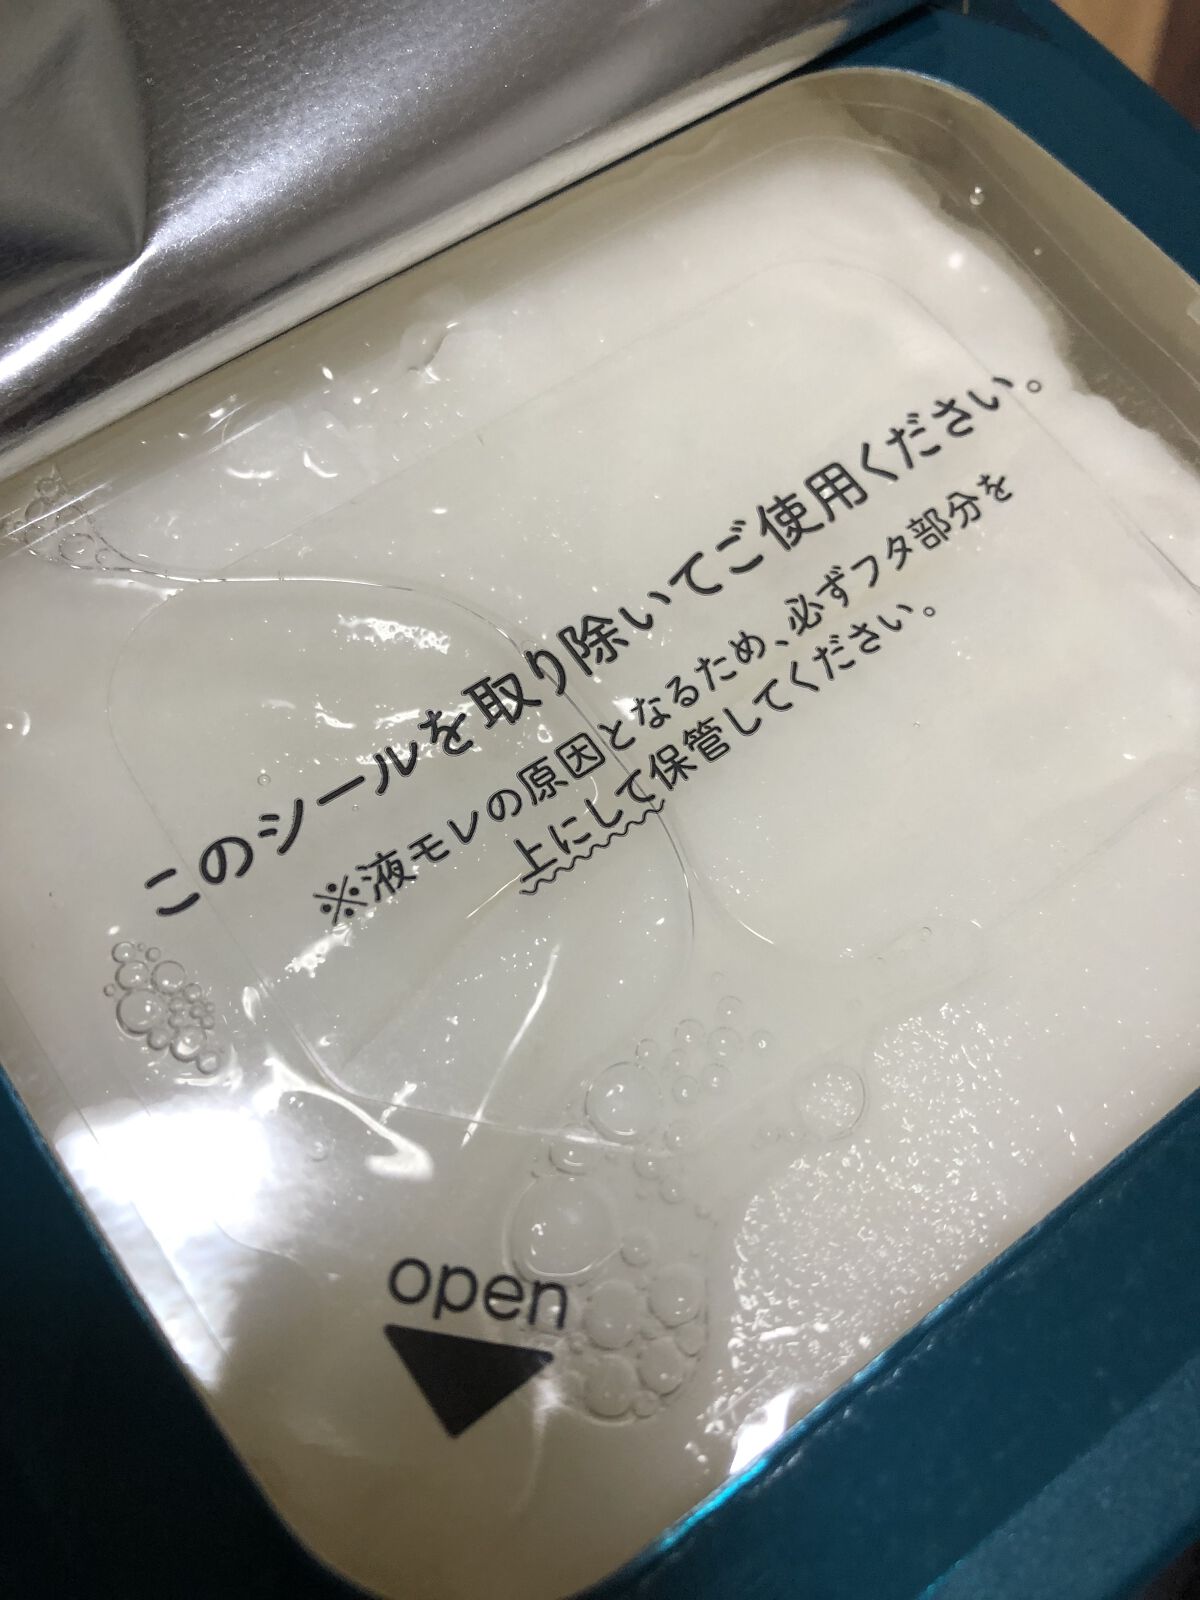 このシールを取り除いてご使用ください。
※液モレの原因となるため、必ずフタ部分を
上にして保管してください。
open